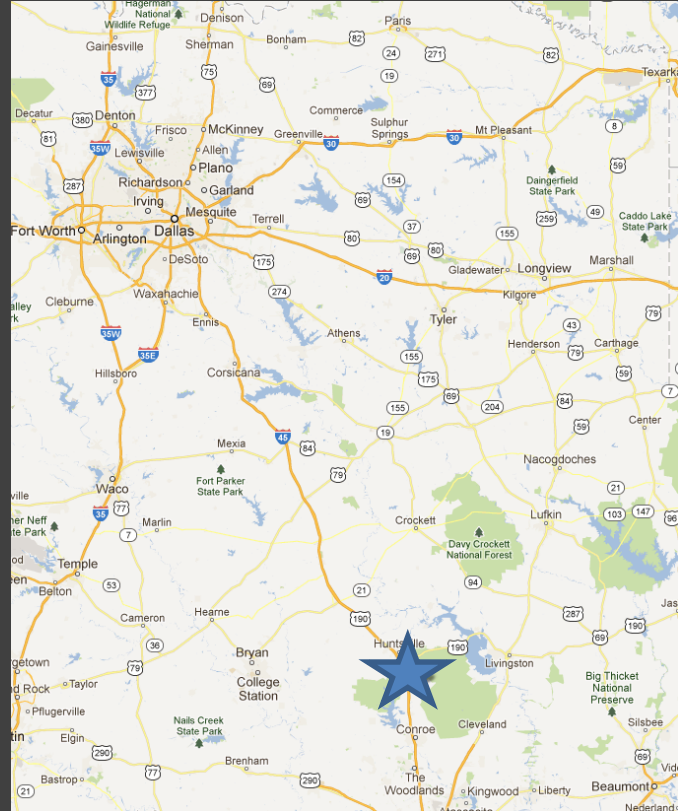 Hagerman
National
Wildlife Refuge
Denison
Paris
Gainesville
Sherman
Bonham
82
82
24
271
19
35
75
377
69
Decatur
380
Denton
Frisco
McKinney
Commerce
Greenville
Sulphur
Springs
30
30
Mt Pleasant
8
81
35W
Lewisville
Allen
Plano
59
287
Richardson
Garland
154
Daingerfield
State Park
Irving
Mesquite
69
259
49
Caddo Lake
State Park
Fort Worth
Arlington
Dallas
Terrell
37
155
80
80
69
DeSoto
175
20
Gladewater
Longview
Marshall
Cleburne
Waxahachie
274
Kilgore
Ennis
Tyler
79
35W
Athens
43
35E
155
Henderson
79
Carthage
Hillsboro
Corsicana
175
59
69
7
155
204
84
Center
19
59
45
Mexia
84
79
Nacogdoches
Fort Parker
State Park
Waco
21
77
35
Marlin
Crockett
Lufkin
103
147
96
7
Davy Crockett
National Forest
Temple
Belton
53
94
21
Cameron
Hearne
190
287
36
69
190
Huntsville
190
Bryan
79
Livingston
College
Station
Taylor
Big Thicket
National
Preserve
Pflugerville
Nails Creek
State Park
Cleveland
Silsbee
Conroe
Elgin
290
Brenham
69
77
The
Woodlands
Bastrop
290
Kingwood
Liberty
Beaumont
21